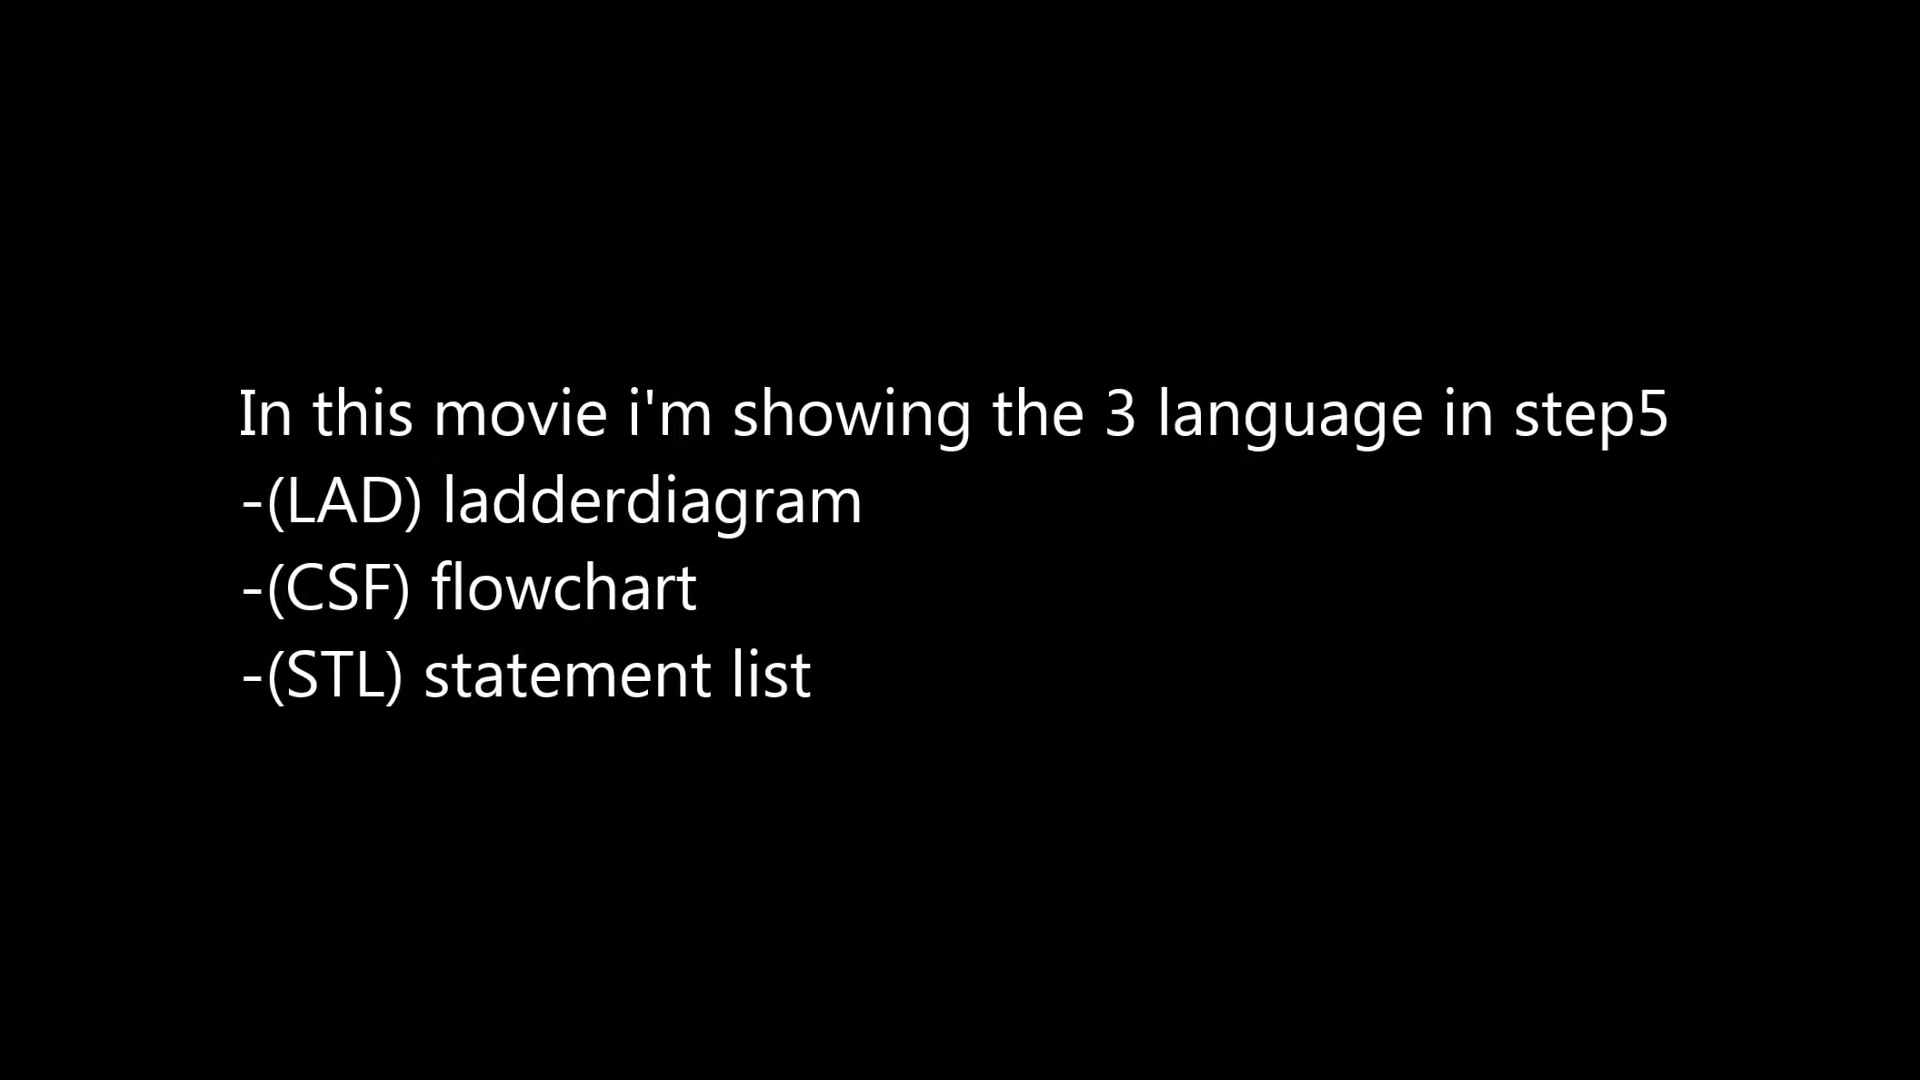 In this movie i'm showing the 3 language in step5
-(LAD) ladderdiagram
-(CSF) flowchart
-(STL) statement list